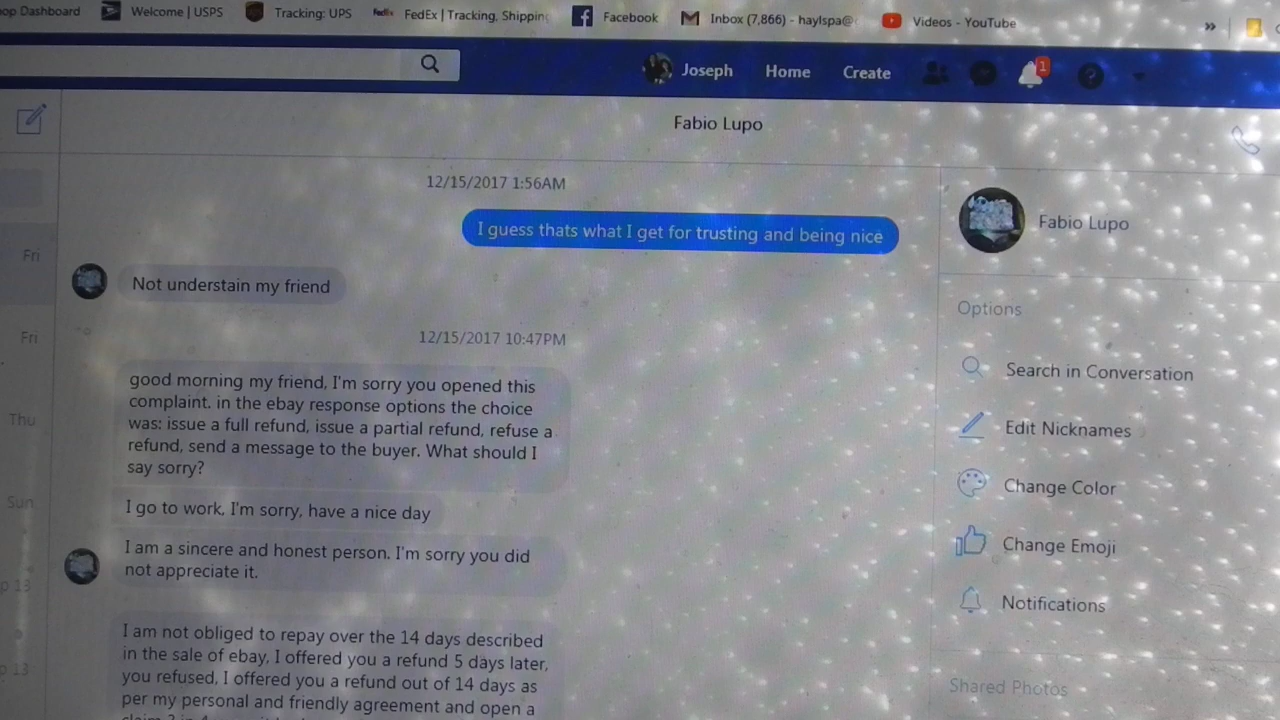 op Dashboard Welcome | USPS Tracking: UPS FedEx | Tracking, Shippin Facebook Inbox (7,866) - haylspa@ Videos - YouTube »
Joseph Home Create 1 ?
Fabio Lupo
12/15/2017 1:56AM
I guess thats what I get for trusting and being nice
Fabio Lupo
Fri
Not understain my friend
Options
Fri
12/15/2017 10:47PM
Search in Conversation
good morning my friend, I'm sorry you opened this
complaint. in the ebay response options the choice
was: issue a full refund, issue a partial refund, refuse a
refund, send a message to the buyer. What should I
say sorry?
Thu
Edit Nicknames
Change Color
Sun
I go to work, I'm sorry, have a nice day
I am a sincere and honest person. I'm sorry you did
not appreciate it.
Change Emoji
p 13
Notifications
I am not obliged to repay over the 14 days described
in the sale of ebay, I offered you a refund 5 days later,
you refused, I offered you a refund out of 14 days as
per my personal and friendly agreement and open a
p 13
Shared Photos